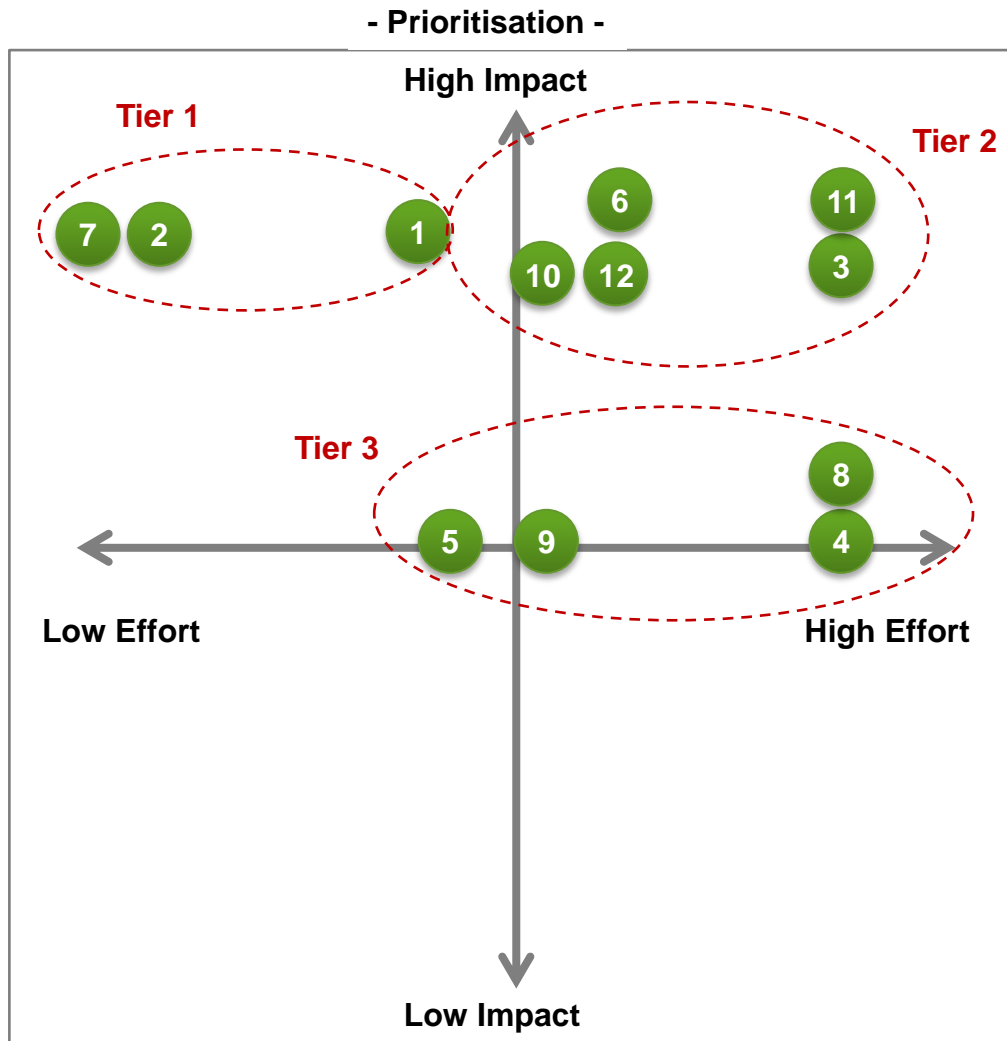 - Prioritisation -
High Impact
Tier 1
Tier 2
6
11
7
2
1
10
12
3
Tier 3
8
5
9
4
Low Effort
High Effort
Low Impact